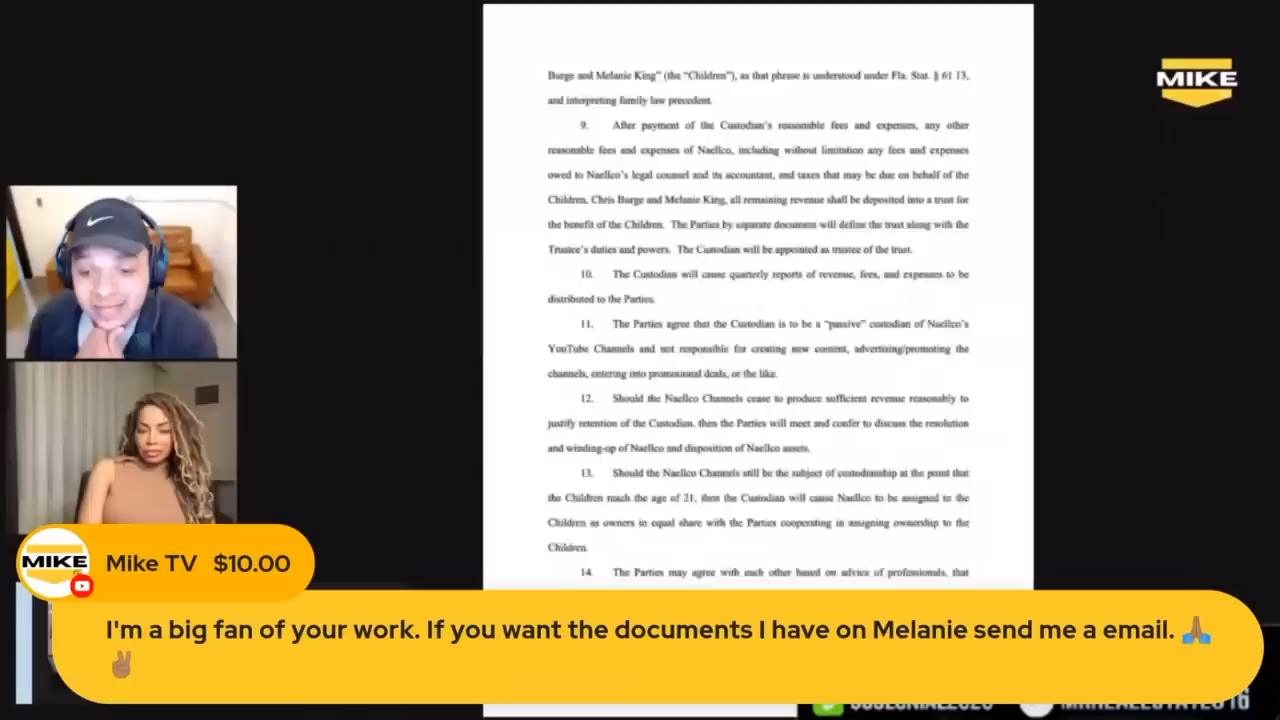 Burge and Melanie King" (the "Children"), as that phrase is understood under Fla. Stat. § 61.13,
and interpreting family law precedent.
9. After payment of the Custodian's reasonable fees and expenses, any other
reasonable fees and expenses of Naellco, including without limitation any fees and expenses
owed to Naellco's legal counsel and its accountant, and taxes that may be due on behalf of the
Children, Chris Burge and Melanie King, all remaining revenue shall be deposited into a trust for
the benefit of the Children. The Parties by separate document will define the trust along with the
Trustee's duties and powers. The Custodian will be appointed as trustee of the trust.
10. The Custodian will cause quarterly reports of revenue, fees, and expenses to be
distributed to the Parties.
11. The Parties agree that the Custodian is to be a "passive" custodian of Naellco's
YouTube Channels and not responsible for creating new content, advertising/promoting the
channels, entering into promotional deals, or the like.
12. Should the Naellco Channels cease to produce sufficient revenue reasonably to
justify retention of the Custodian, then the Parties will meet and confer to discuss the resolution
and winding-up of Naellco and disposition of Naellco assets.
13. Should the Naellco Channels still be the subject of custodianship at the point that
the Children reach the age of 21, then the Custodian will cause Naellco to be assigned to the
Children as owners in equal share with the Parties cooperating in assigning ownership to the
Children.
14. The Parties may agree with each other based on advice of professionals, that
MIKE
MIKE
Mike TV $10.00
I'm a big fan of your work. If you want the documents I have on Melanie send me a email. 🙏🏽
✌🏽